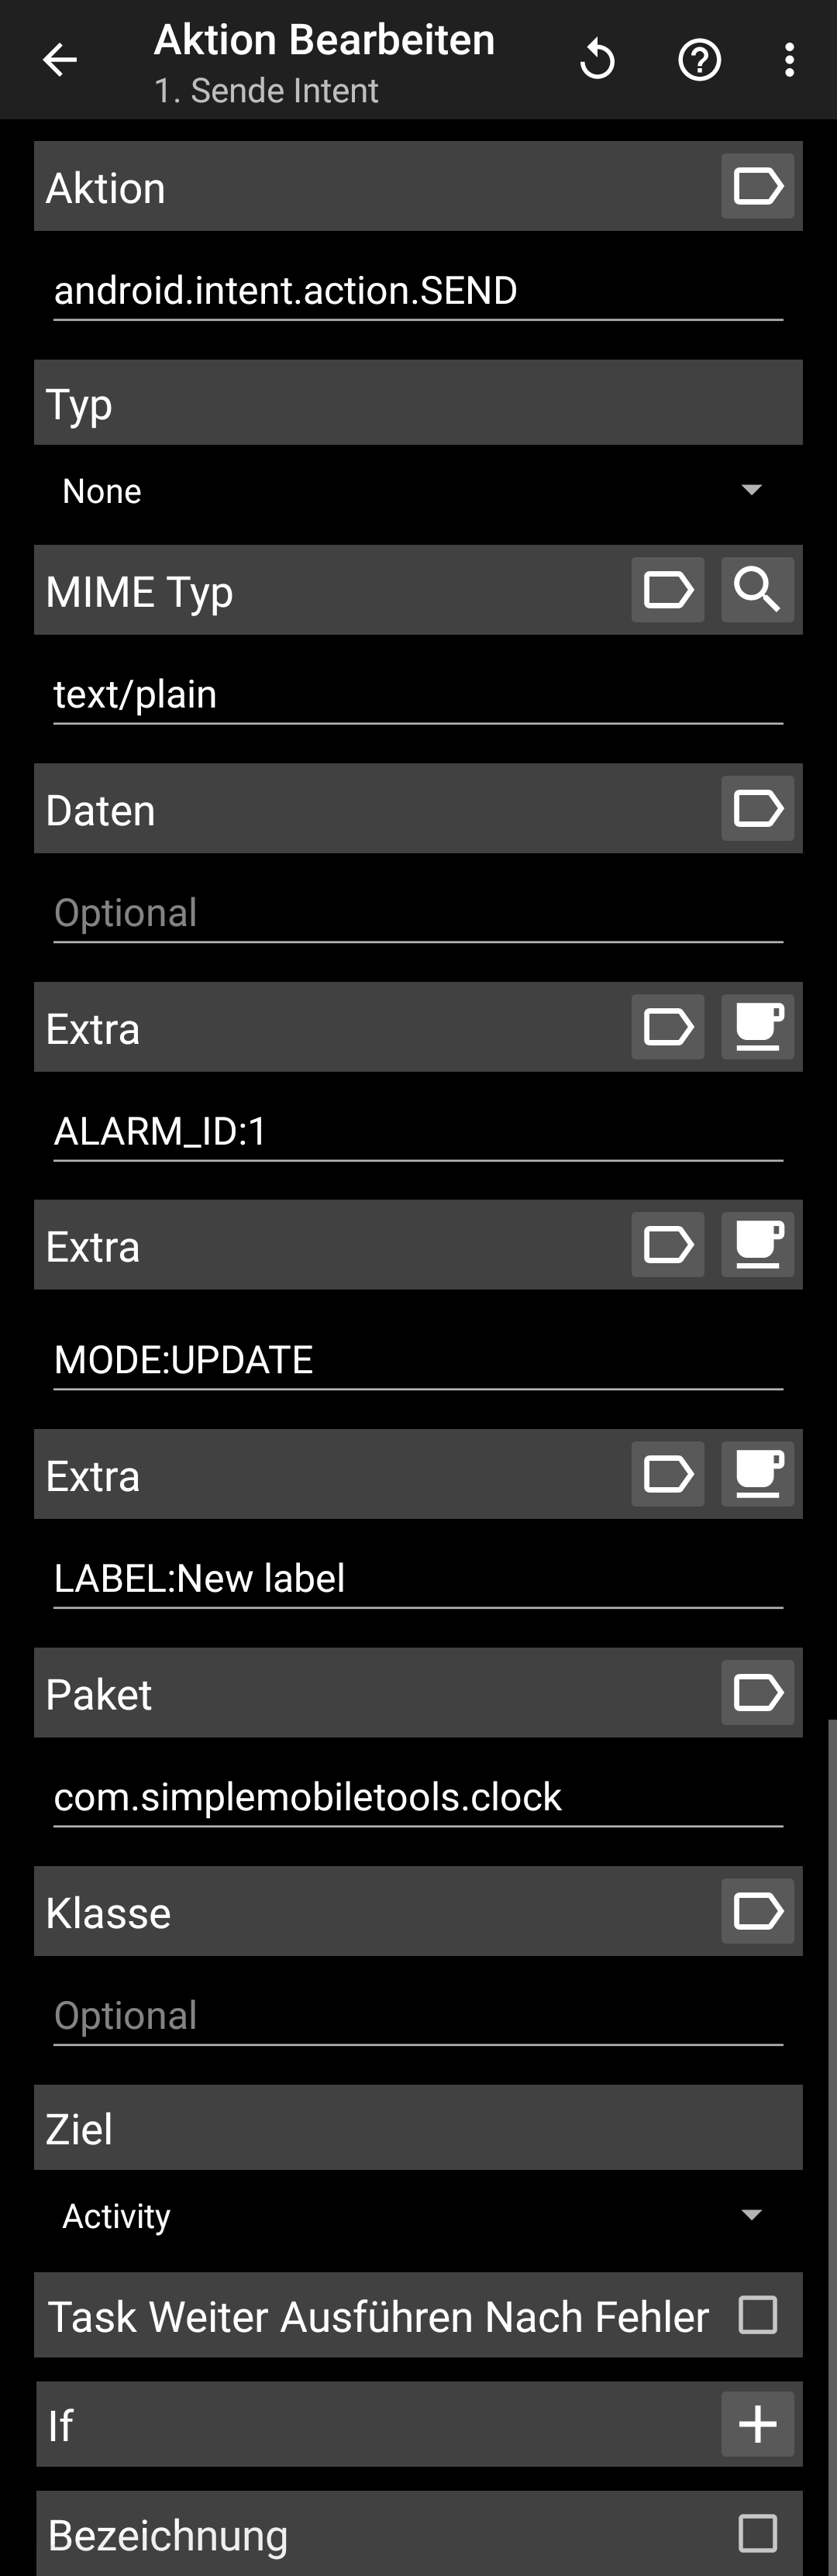 Aktion Bearbeiten
1. Sende Intent
Aktion
android.intent.action.SEND
Typ
None
MIME Typ
text/plain
Daten
Optional
Extra
ALARM_ID:1
Extra
MODE:UPDATE
Extra
LABEL:New label
Paket
com.simplemobiletools.clock
Klasse
Optional
Ziel
Activity
Task Weiter Ausführen Nach Fehler
If
Bezeichnung